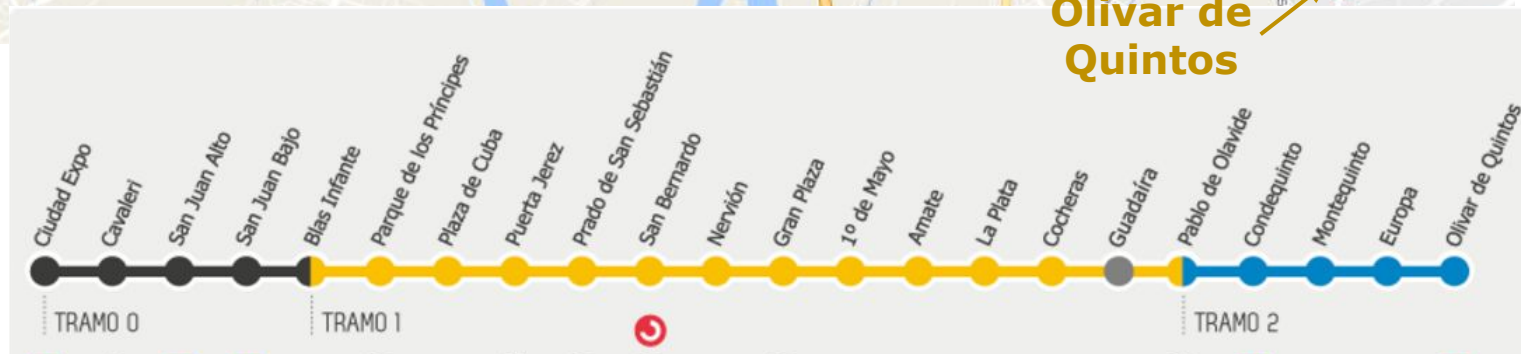 Olivar de
Quintos
Ciudad Expo
Cavaleri
San Juan Alto
San Juan Bajo
Blas Infante
Parque de los Príncipes
Plaza de Cuba
Puerta Jerez
Prado de San Sebastián
San Bernardo
Nervión
Gran Plaza
1º de Mayo
Amate
La Plata
Cocheras
Guadaíra
Pablo de Olavide
Condequinto
Montequinto
Europa
Olivar de Quintos
TRAMO 0
TRAMO 1
TRAMO 2